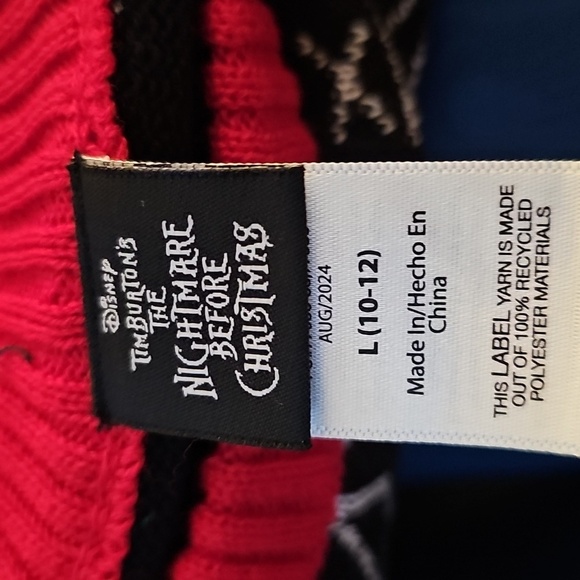 Disney
Tim Burton's
The
Nightmare
Before
Christmas
AUG/2024
L (10-12)
Made In/Hecho En
China
THIS LABEL YARN IS MADE
OUT OF 100% RECYCLED
POLYESTER MATERIALS